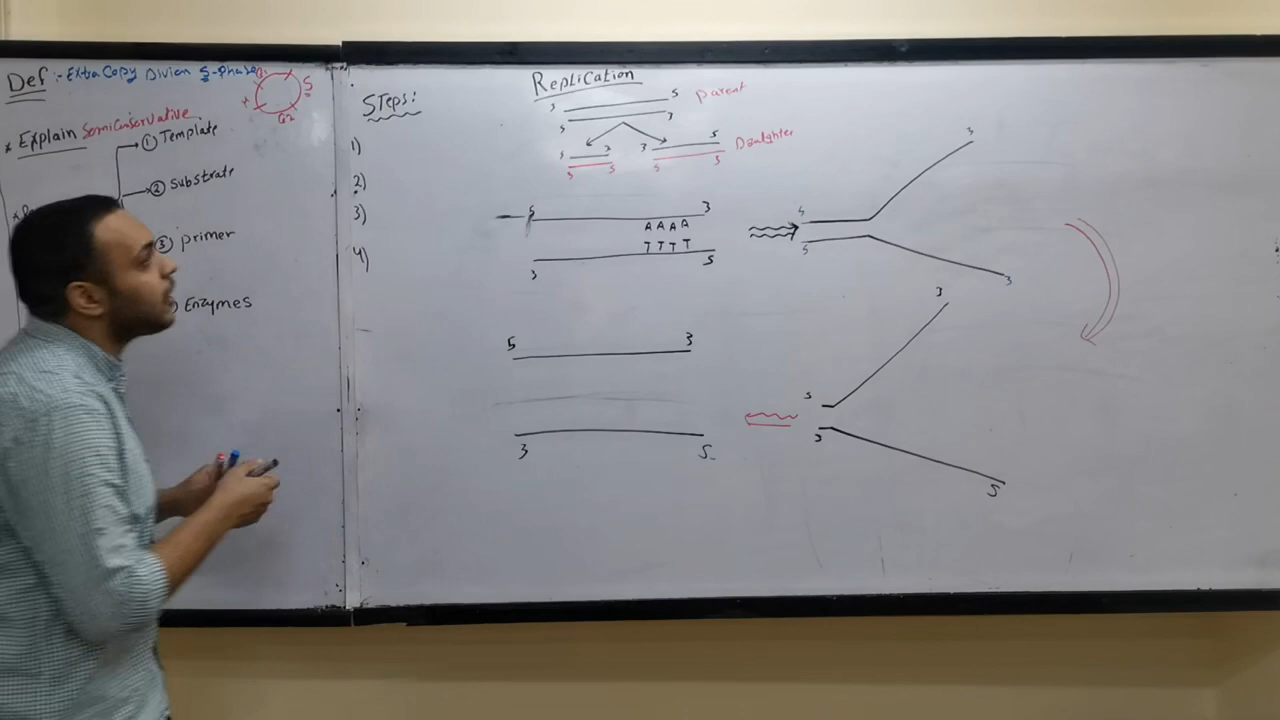 Def :- Extra Copy Divien S-Phase
S
G2
* Explain Semiconservative
① Template
② Substrate
③ primer
Enzymes
Steps:
1)
2)
3)
4)
Replication
3 5 parent
5 3
3 5 Daughter
5 3
5 3
A A A A
T T T T
3 5
5 3
3 5
3
5
5 3
3
5
3 5